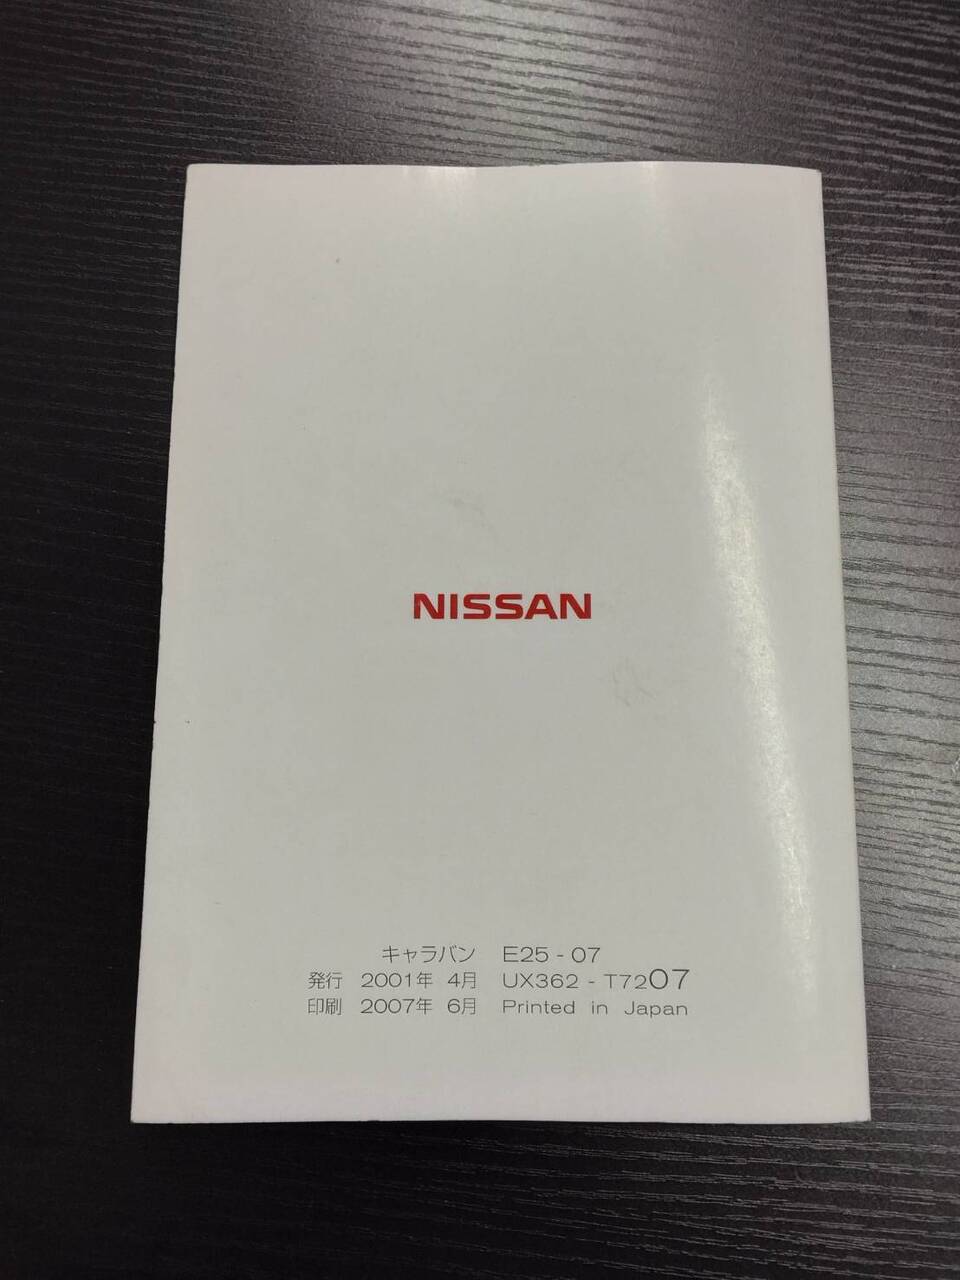 NISSAN
キャラバン E25 - 07
発行 2001年 4月 UX362 - T7207
印刷 2007年 6月 Printed in Japan